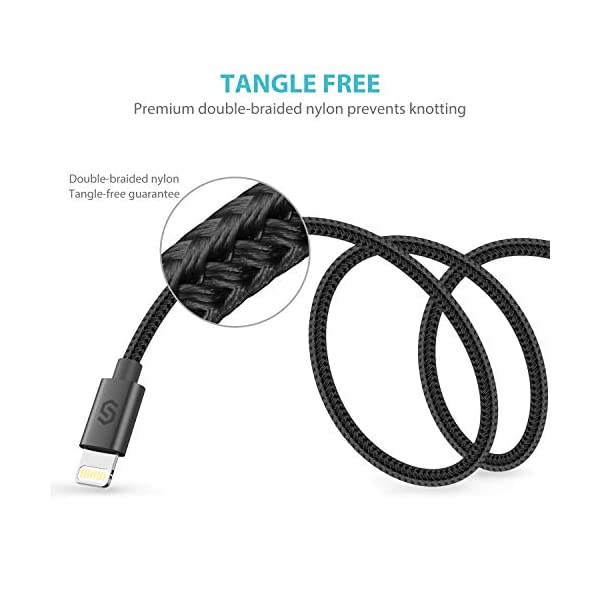 TANGLE FREE
Premium double-braided nylon prevents knotting
Double-braided nylon
Tangle-free guarantee